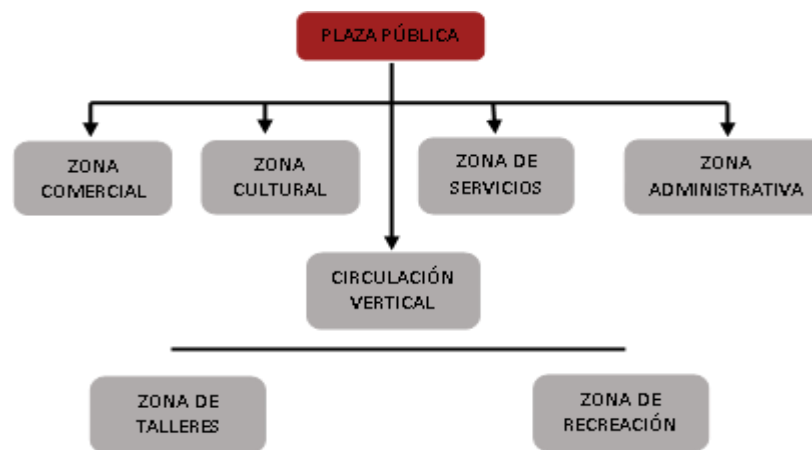 PLAZA PÚBLICA
ZONA
COMERCIAL
ZONA
CULTURAL
ZONA DE
SERVICIOS
ZONA
ADMINISTRATIVA
CIRCULACIÓN
VERTICAL
ZONA DE
TALLERES
ZONA DE
RECREACIÓN